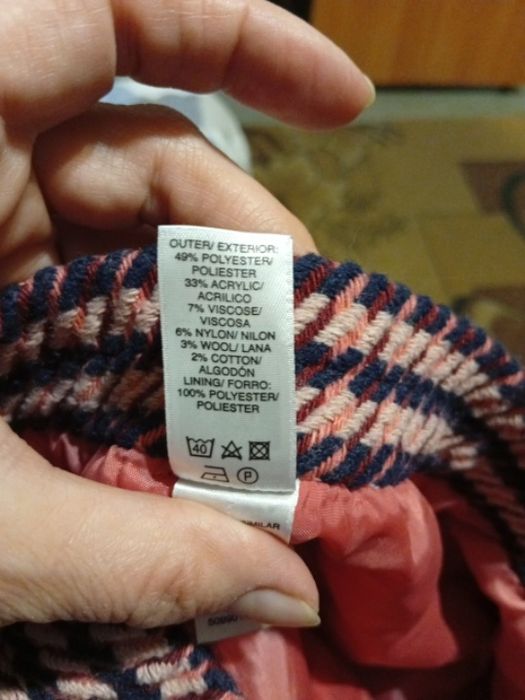 OUTER/ EXTERIOR:
49% POLYESTER/
POLIESTER
33% ACRYLIC/
ACRILICO
7% VISCOSE/
VISCOSA
6% NYLON/ NILON
3% WOOL/ LANA
2% COTTON/
ALGODÓN
LINING/ FORRO:
100% POLYESTER/
POLIESTER
40
P
SIMILAR